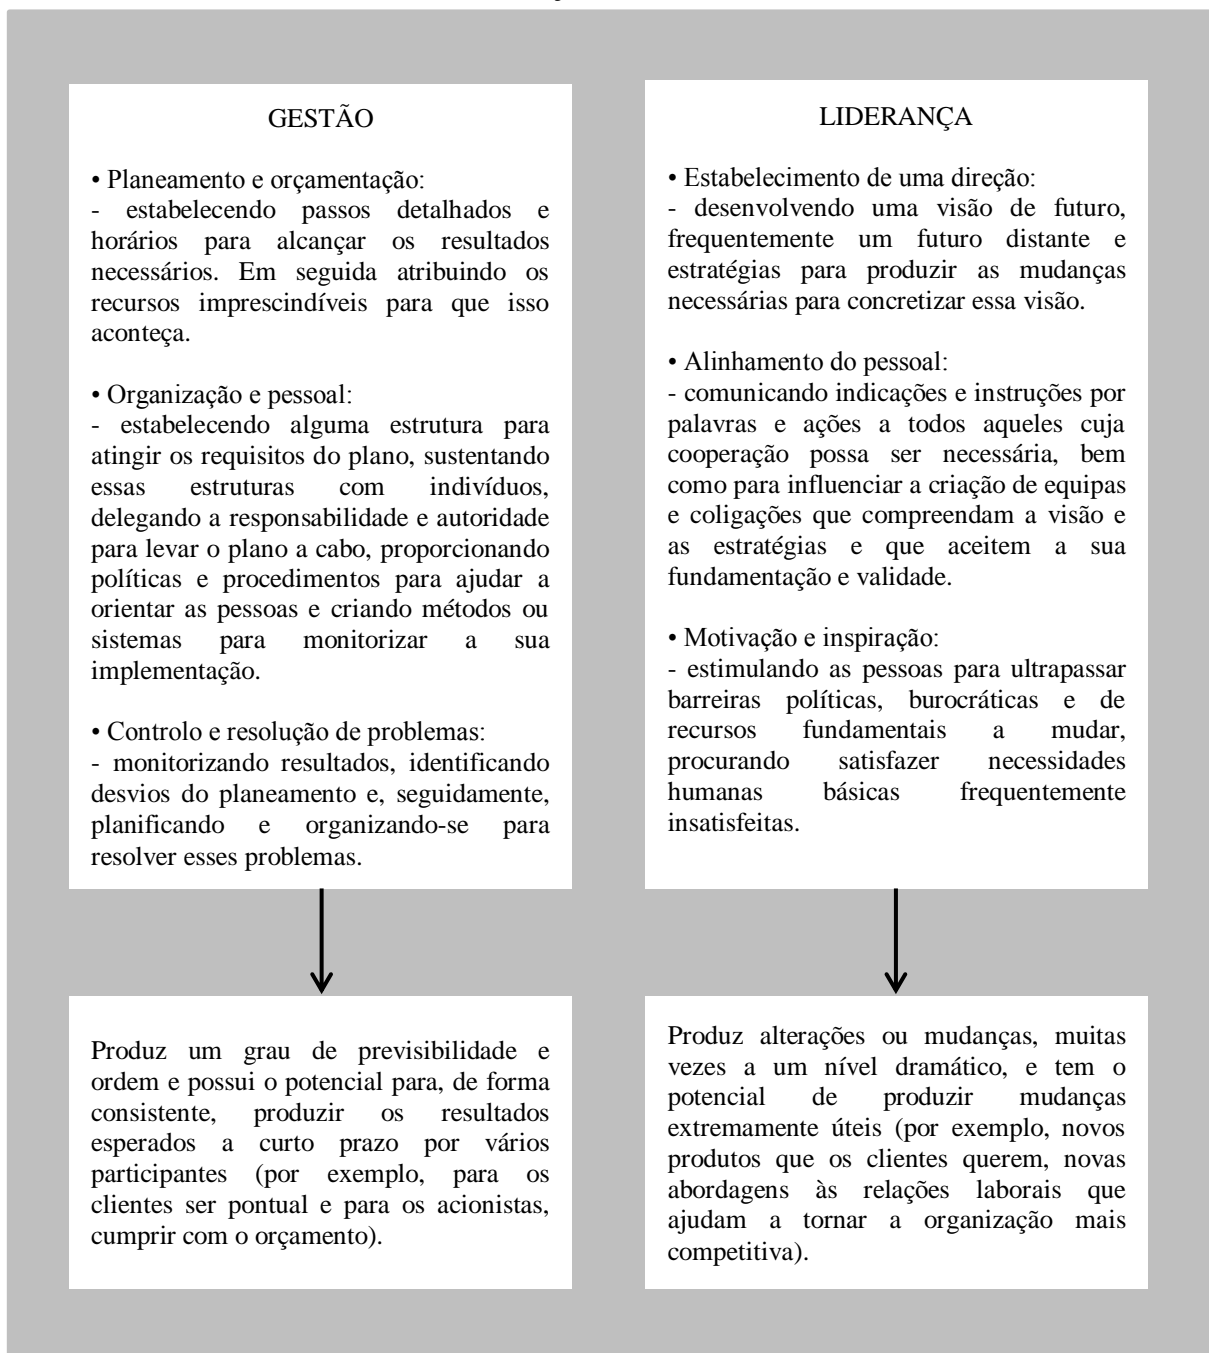 GESTÃO
• Planeamento e orçamentação:
- estabelecendo passos detalhados e
horários para alcançar os resultados
necessários. Em seguida atribuindo os
recursos imprescindíveis para que isso
aconteça.
• Organização e pessoal:
- estabelecendo alguma estrutura para
atingir os requisitos do plano, sustentando
essas estruturas com indivíduos,
delegando a responsabilidade e autoridade
para levar o plano a cabo, proporcionando
políticas e procedimentos para ajudar a
orientar as pessoas e criando métodos ou
sistemas para monitorizar a sua
implementação.
• Controlo e resolução de problemas:
- monitorizando resultados, identificando
desvios do planeamento e, seguidamente,
planificando e organizando-se para
resolver esses problemas.
Produz um grau de previsibilidade e
ordem e possui o potencial para, de forma
consistente, produzir os resultados
esperados a curto prazo por vários
participantes (por exemplo, para os
clientes ser pontual e para os acionistas,
cumprir com o orçamento).
LIDERANÇA
• Estabelecimento de uma direção:
- desenvolvendo uma visão de futuro,
frequentemente um futuro distante e
estratégias para produzir as mudanças
necessárias para concretizar essa visão.
• Alinhamento do pessoal:
- comunicando indicações e instruções por
palavras e ações a todos aqueles cuja
cooperação possa ser necessária, bem
como para influenciar a criação de equipas
e coligações que compreendam a visão e
as estratégias e que aceitem a sua
fundamentação e validade.
• Motivação e inspiração:
- estimulando as pessoas para ultrapassar
barreiras políticas, burocráticas e de
recursos fundamentais a mudar,
procurando satisfazer necessidades
humanas básicas frequentemente
insatisfeitas.
Produz alterações ou mudanças, muitas
vezes a um nível dramático, e tem o
potencial de produzir mudanças
extremamente úteis (por exemplo, novos
produtos que os clientes querem, novas
abordagens às relações laborais que
ajudam a tornar a organização mais
competitiva).